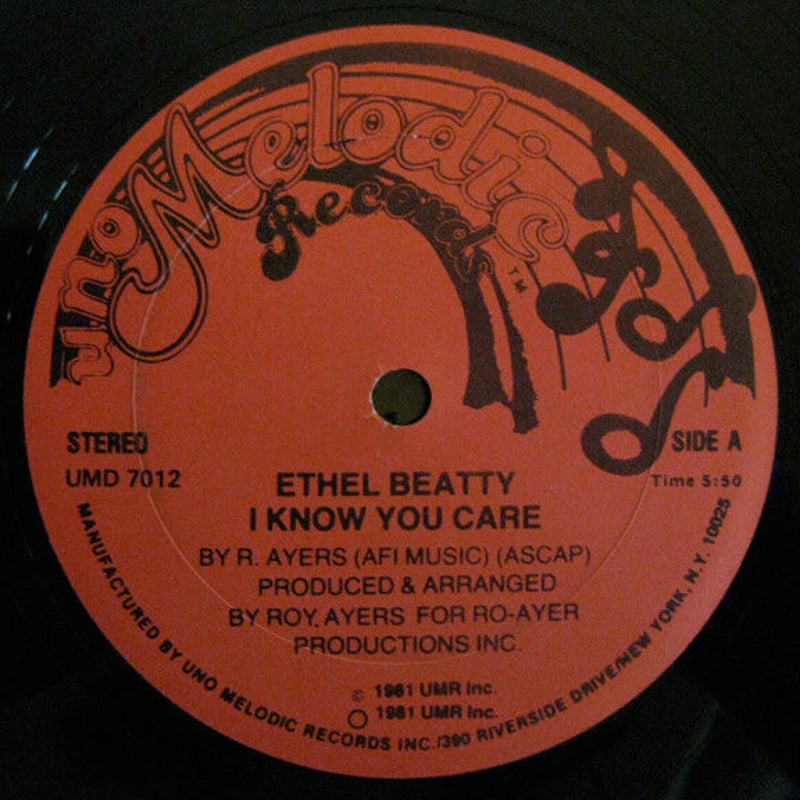 uno Melodic
Records
TM
STEREO
UMD 7012
SIDE A
Time 5:50
ETHEL BEATTY
I KNOW YOU CARE
BY R. AYERS (AFI MUSIC) (ASCAP)
PRODUCED & ARRANGED
BY ROY. AYERS FOR RO-AYER
PRODUCTIONS INC.
© 1981 UMR Inc.
1981 UMR Inc.
MANUFACTURED BY UNO MELODIC RECORDS INC./390 RIVERSIDE DRIVE/NEW YORK, N.Y. 10025